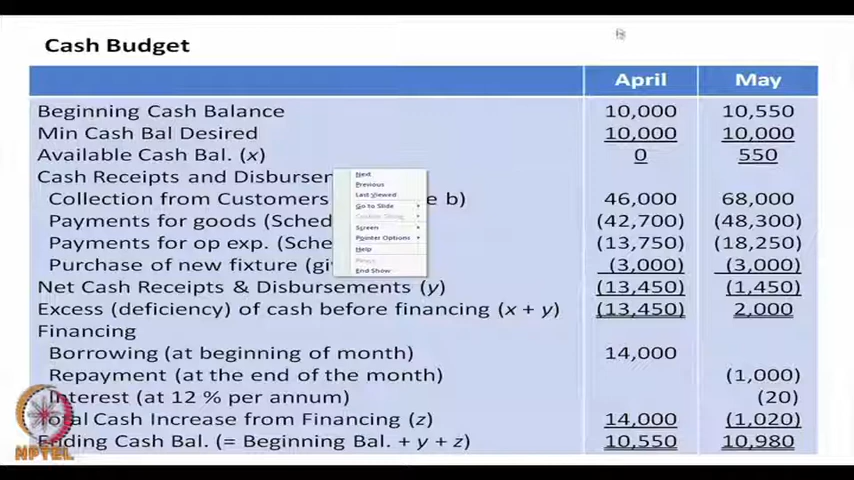 Cash Budget
April May
Beginning Cash Balance 10,000 10,550
Min Cash Bal Desired 10,000 10,000
Available Cash Bal. (x) 0 550
Cash Receipts and Disburser
Next
Previous
Last Viewed
Collection from Customers e b) 46,000 68,000
Go to Slide
Payments for goods (Sched (42,700) (48,300)
Screen
Pointer Options
Payments for op exp. (Sche (13,750) (18,250)
Help
Purchase of new fixture (gi (3,000) (3,000)
End Show
Net Cash Receipts & Disbursements (y) (13,450) (1,450)
Excess (deficiency) of cash before financing (x + y) (13,450) 2,000
Financing
Borrowing (at beginning of month) 14,000
Repayment (at the end of the month) (1,000)
Interest (at 12 % per annum) (20)
Total Cash Increase from Financing (z) 14,000 (1,020)
Ending Cash Bal. (= Beginning Bal. + y + z) 10,550 10,980
NPTEL